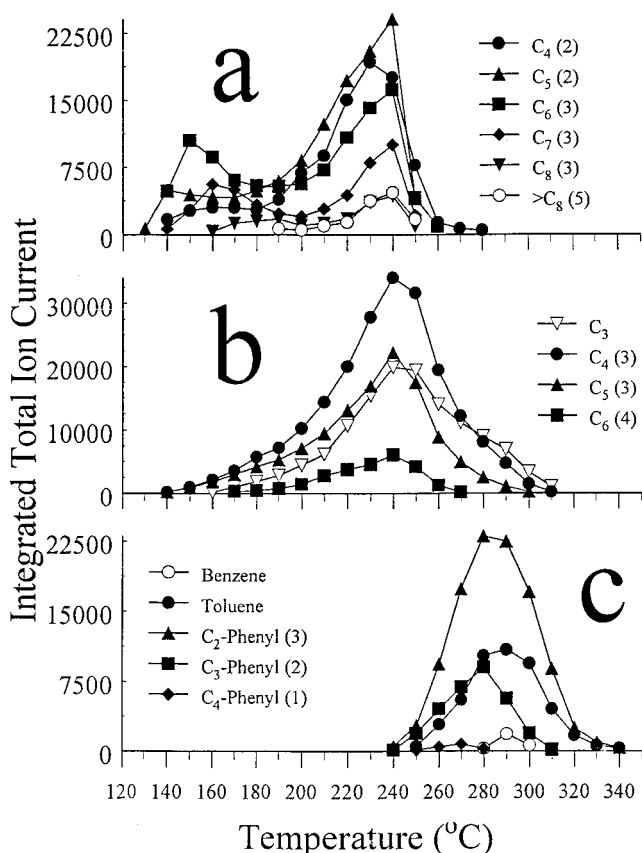 22500
15000
7500
0
a
C₄ (2)
C₅ (2)
C₆ (3)
C₇ (3)
C₈ (3)
>C₈ (5)
30000
20000
10000
0
b
C₃
C₄ (3)
C₅ (3)
C₆ (4)
22500
15000
7500
0
Benzene
Toluene
C₂-Phenyl (3)
C₃-Phenyl (2)
C₄-Phenyl (1)
c
120 140 160 180 200 220 240 260 280 300 320 340
Temperature (°C)
Integrated Total Ion Current